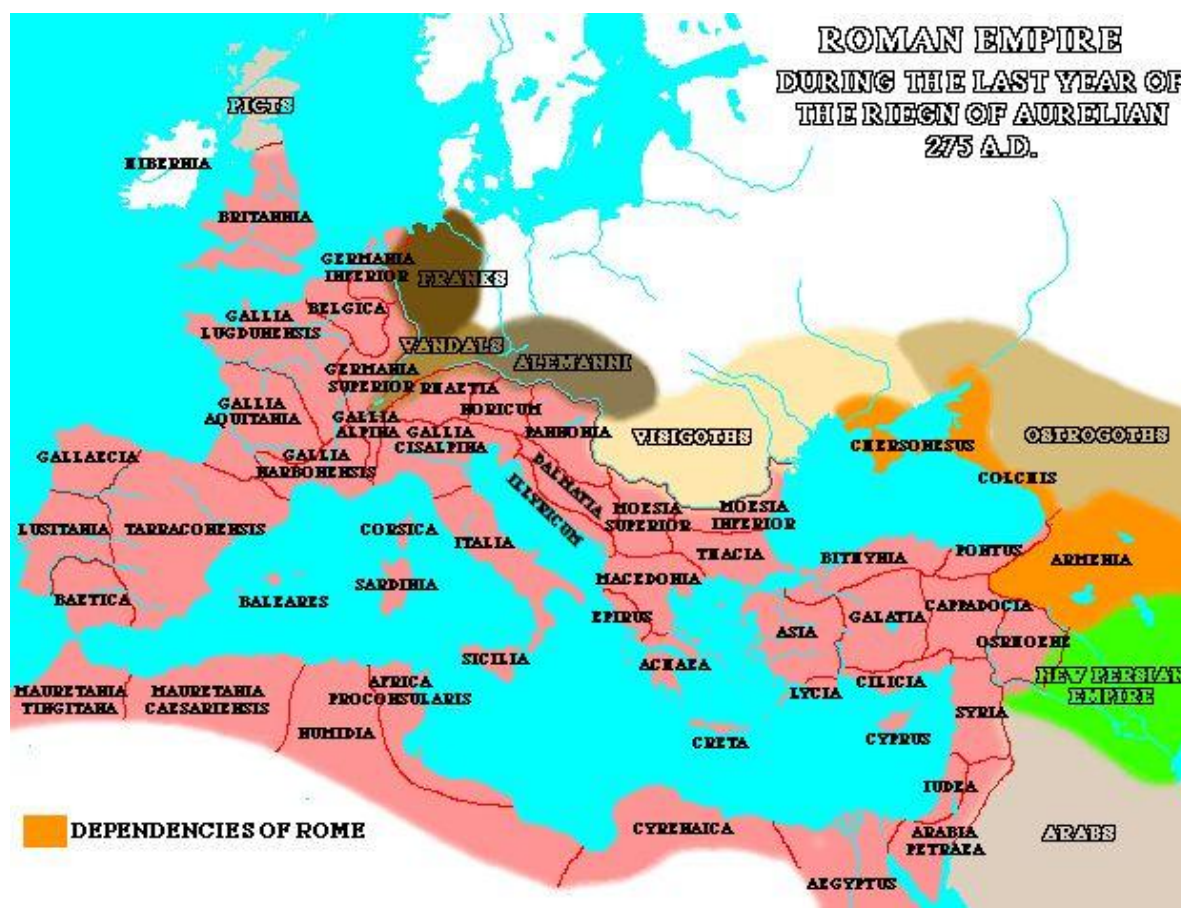 ROMAN EMPIRE
DURING THE LAST YEAR OF
THE RIEGN OF AURELIAN
275 A.D.
PICTS
HIBERNIA
BRITANNIA
GERMANIA
INFERIOR
FRANKS
BELGICA
GALLIA
LUGDUNENSIS
VANDALS
ALEMANNI
GERMANIA
SUPERIOR
RHAETIA
NORICUM
GALLIA
AQUITANIA
GALLIA
ALPINA
GALLIA
CISALPINA
PANNONIA
VISIGOTHS
CHERSONESUS
OSTROGOTHS
GALLAECIA
GALLIA
NARBONENSIS
DALMATIA
ILLYRICUM
COLCHIS
LUSITANIA
TARRACONENSIS
CORSICA
ITALIA
MOESIA
SUPERIOR
MOESIA
INFERIOR
THACIA
BITHYNIA
PONTUS
ARMENIA
BAETICA
BALEARES
SARDINIA
MACEDONIA
EPIRUS
ASIA
GALATIA
CAPPADOCIA
OSRHOENE
SICILIA
ACHAEA
LYCIA
CILICIA
NEW PERSIAN
EMPIRE
MAURETANIA
TINGITANA
MAURETANIA
CAESARIENSIS
AFRICA
PROCONSULARIS
NUMIDIA
CRETA
CYPRUS
SYRIA
IUDEA
DEPENDENCIES OF ROME
CYRENAICA
ARABIA
PETRAEA
ARABS
AEGYPTUS